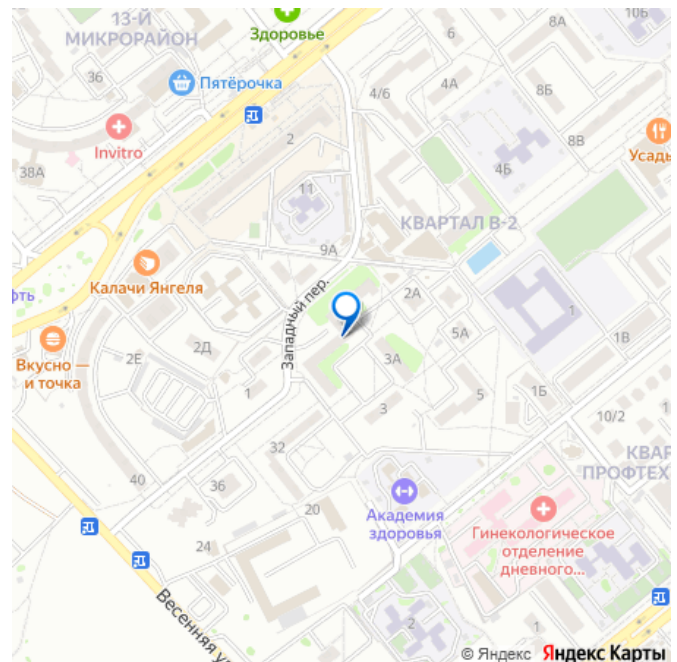 13-Й
МИКРОРАЙОН
Здоровье
10Б
8А
6
36
Пятёрочка
4/6
4А
8Б
2
Invitro
8В
Усадь
38А
4Б
11
КВАРТАЛ В-2
9А
Калачи Янгеля
2А
фть
Западный пер.
1
5А
1В
Вкусно —
и точка
2Е
2Д
3А
1
5
1Б
3
10/2
32
КВАР
ПРОФТЕХ
40
36
Академия
здоровья
20
Гинекологическое
отделение
дневного...
24
Весенняя у
2
1
© Яндекс Яндекс Карты